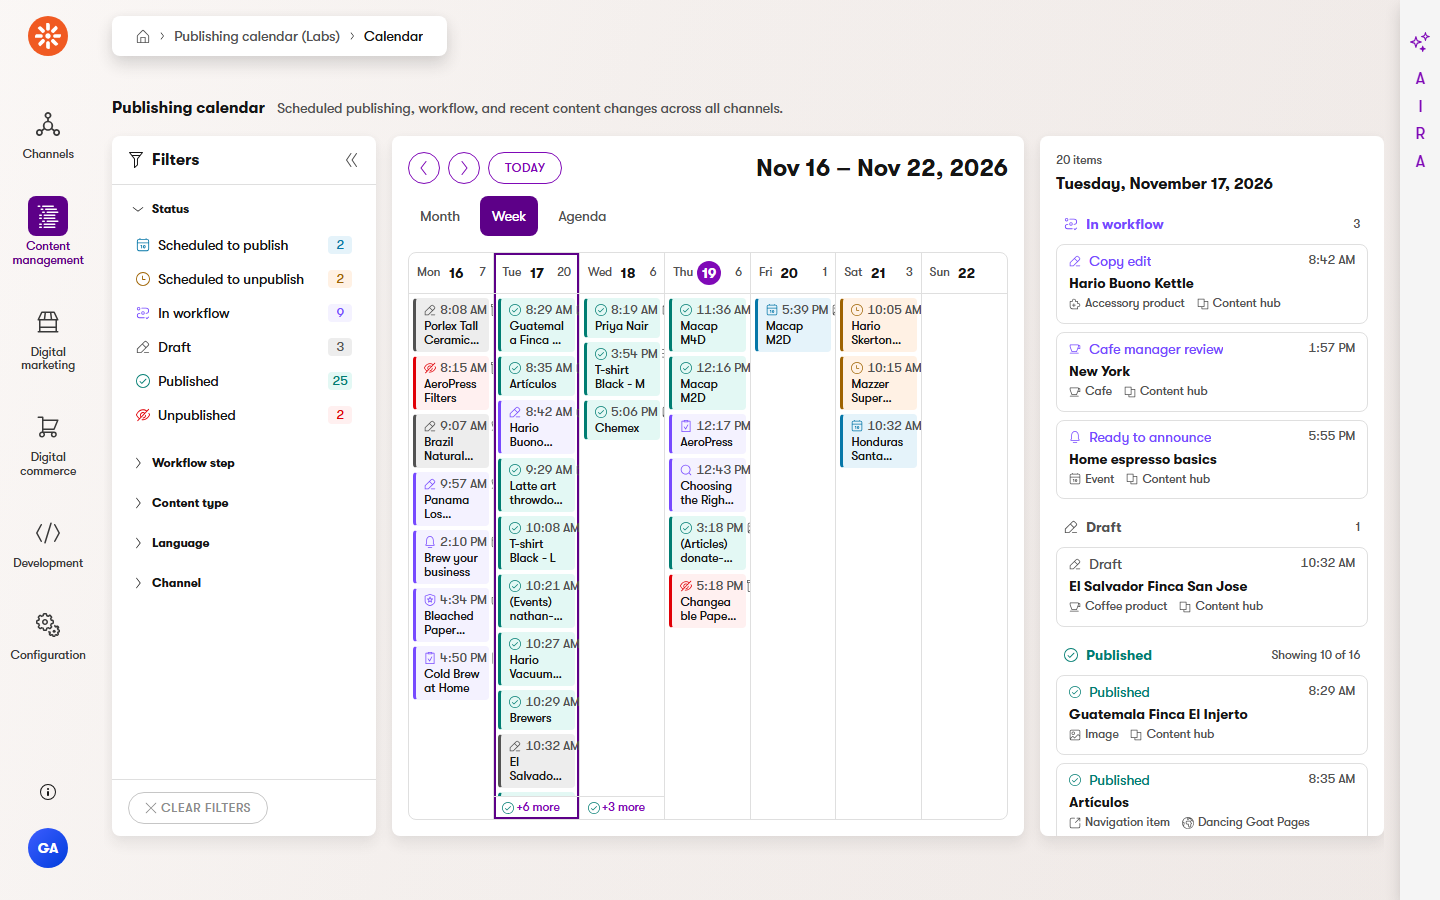 Publishing calendar (Labs)
Calendar
Publishing calendar
Scheduled publishing, workflow, and recent content changes across all channels.
Channels
Content management
Digital marketing
Digital commerce
Development
Configuration
GA
Filters
Status
Scheduled to publish 2
Scheduled to unpublish 2
In workflow 9
Draft 3
Published 25
Unpublished 2
Workflow step
Content type
Language
Channel
CLEAR FILTERS
TODAY
Nov 16 – Nov 22, 2026
Month
Week
Agenda
Mon 16 7
Tue 17 20
Wed 18 6
Thu 19 6
Fri 20 1
Sat 21 3
Sun 22
8:08 AM
Porlex Tall
Ceramic...
8:15 AM
AeroPress
Filters
9:07 AM
Brazil
Natural...
9:57 AM
Panama
Los...
2:10 PM
Brew your
business
4:34 PM
Bleached
Paper...
4:50 PM
Cold Brew
at Home
8:29 AM
Guatemal
a Finca ...
8:35 AM
Artículos
8:42 AM
Hario
Buono...
9:29 AM
Latte art
throwdo...
10:08 AM
T-shirt
Black - L
10:21 AM
(Events)
nathan-...
10:27 AM
Hario
Vacuum...
10:29 AM
Brewers
10:32 AM
El
Salvado...
+6 more
8:19 AM
Priya Nair
3:54 PM
T-shirt
Black - M
5:06 PM
Chemex
+3 more
11:36 AM
Macap
M4D
12:16 PM
Macap
M2D
12:17 PM
AeroPress
12:43 PM
Choosing
the Righ...
3:18 PM
(Articles)
donate-...
5:18 PM
Changea
ble Pape...
5:39 PM
Macap
M2D
10:05 AM
Hario
Skerton...
10:15 AM
Mazzer
Super...
10:32 AM
Honduras
Santa...
20 items
Tuesday, November 17, 2026
In workflow 3
Copy edit 8:42 AM
Hario Buono Kettle
Accessory product Content hub
Cafe manager review 1:57 PM
New York
Cafe Content hub
Ready to announce 5:55 PM
Home espresso basics
Event Content hub
Draft 1
Draft 10:32 AM
El Salvador Finca San Jose
Coffee product Content hub
Published Showing 10 of 16
Published 8:29 AM
Guatemala Finca El Injerto
Image Content hub
Published 8:35 AM
Artículos
Navigation item Dancing Goat Pages
A
I
R
A